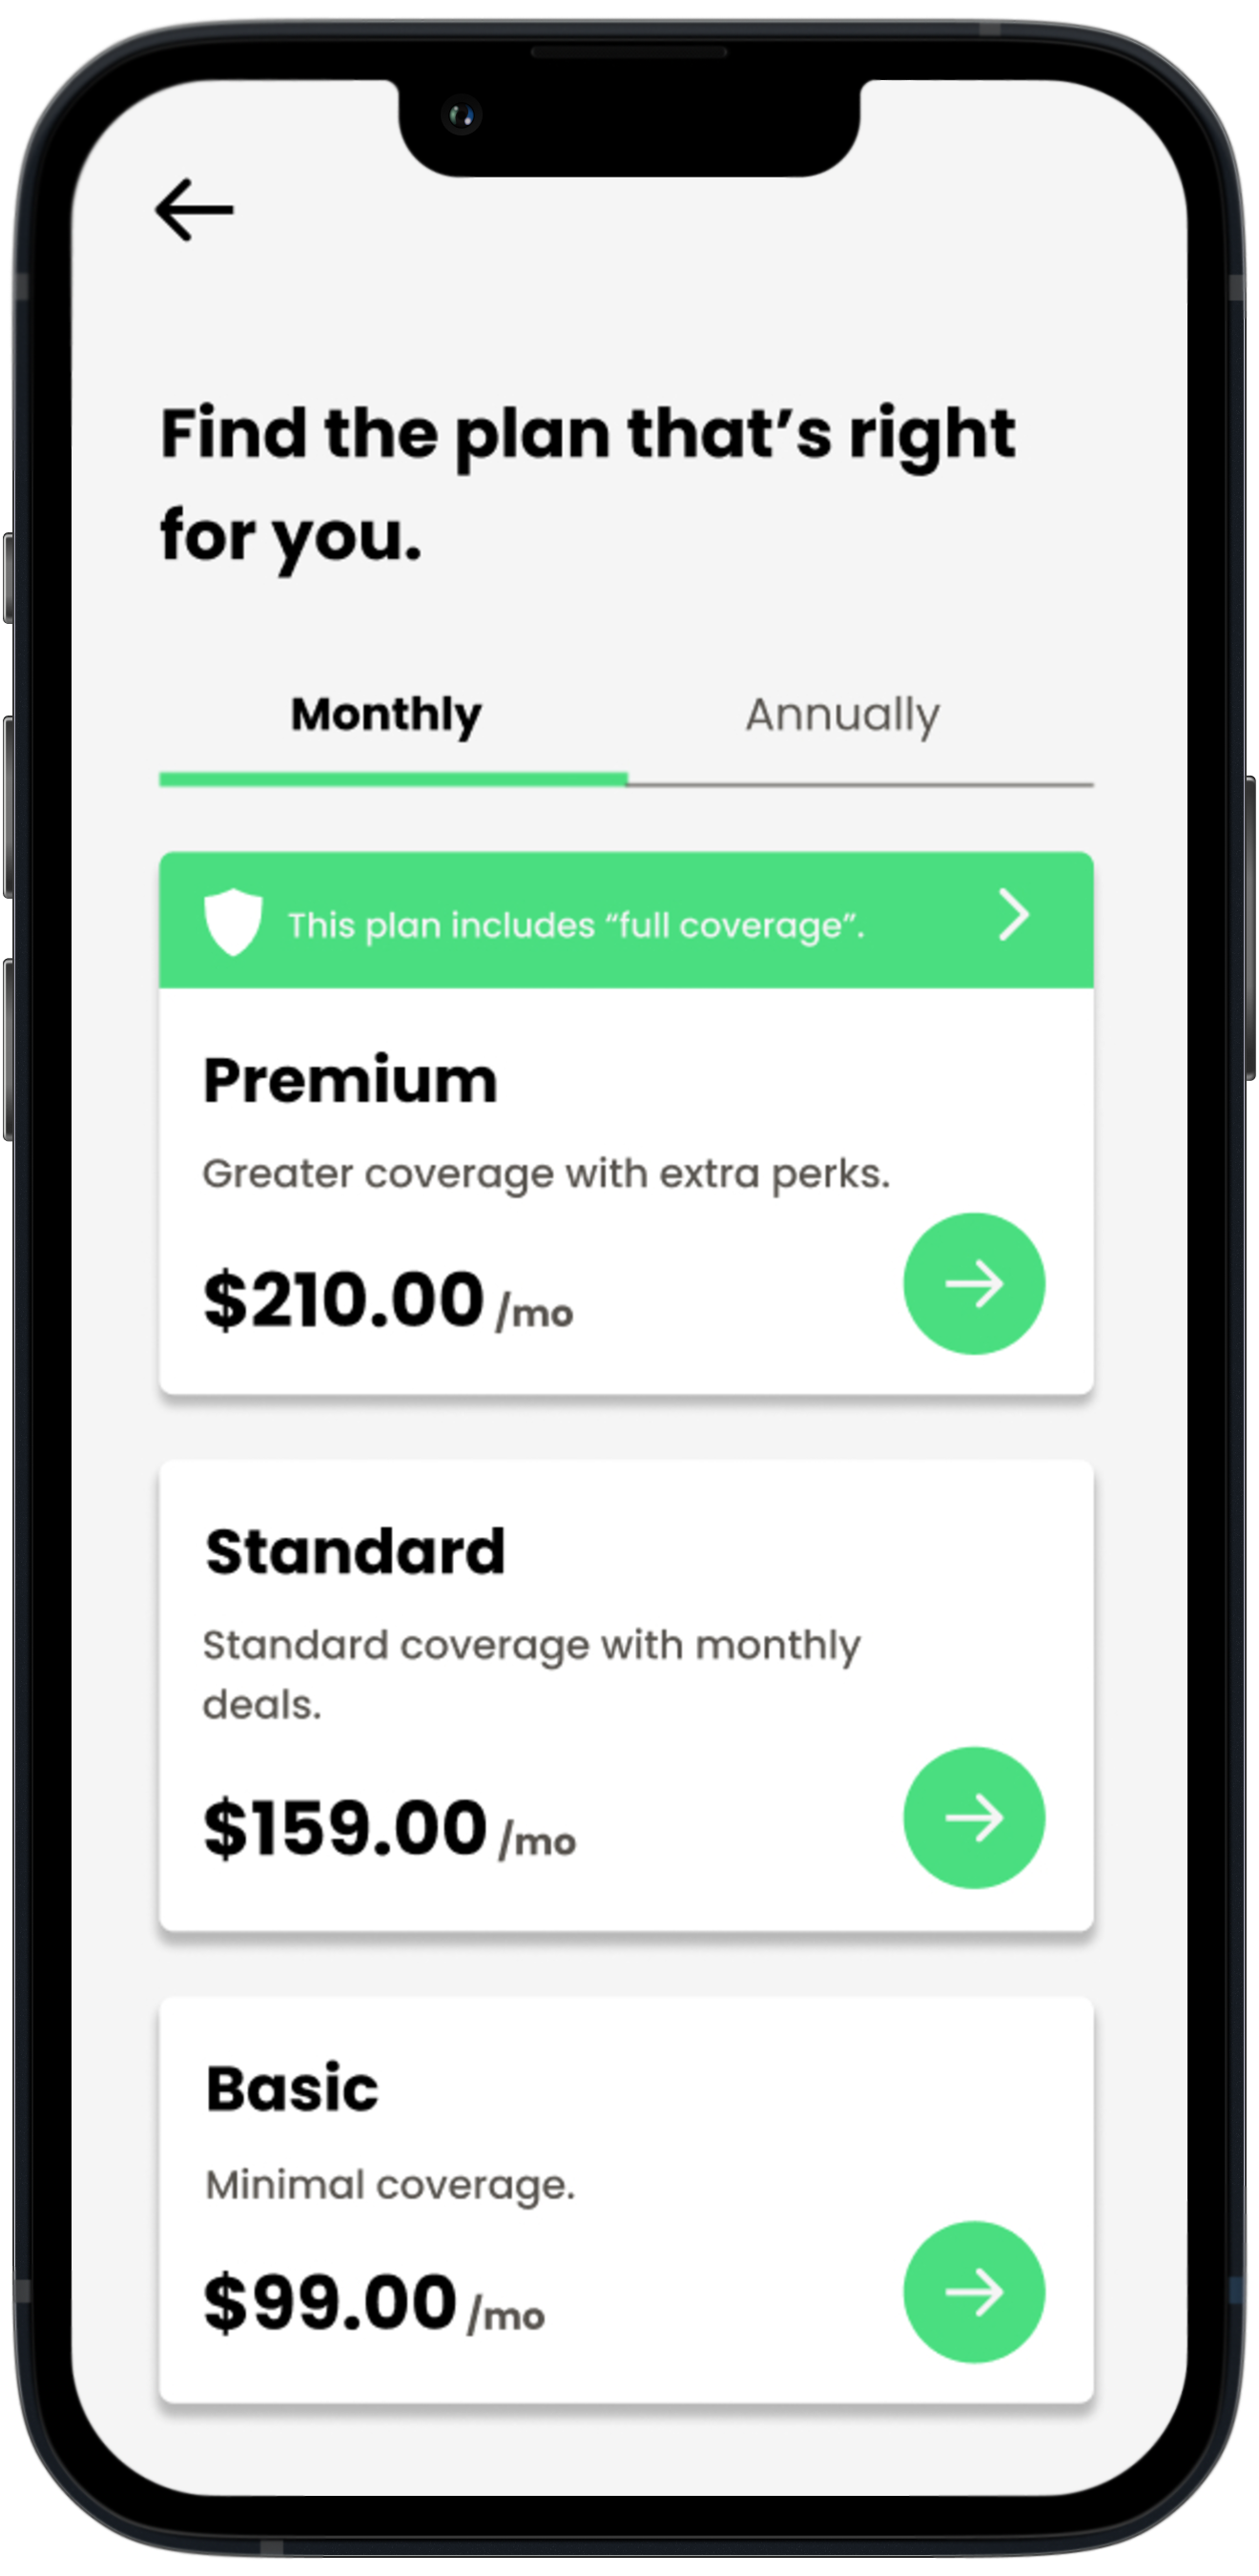 Find the plan that’s right
for you.
Monthly
Annually
This plan includes “full coverage”.
Premium
Greater coverage with extra perks.
$210.00 /mo
Standard
Standard coverage with monthly
deals.
$159.00 /mo
Basic
Minimal coverage.
$99.00 /mo